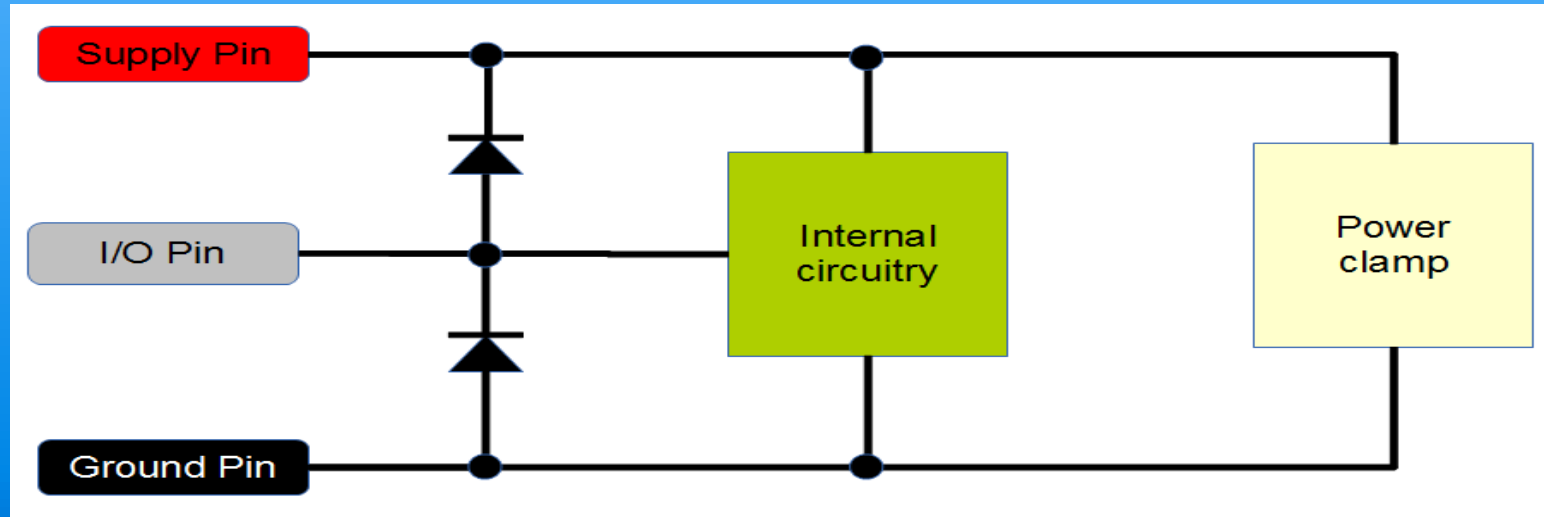 Supply Pin
I/O Pin
Internal
circuitry
Power
clamp
Ground Pin